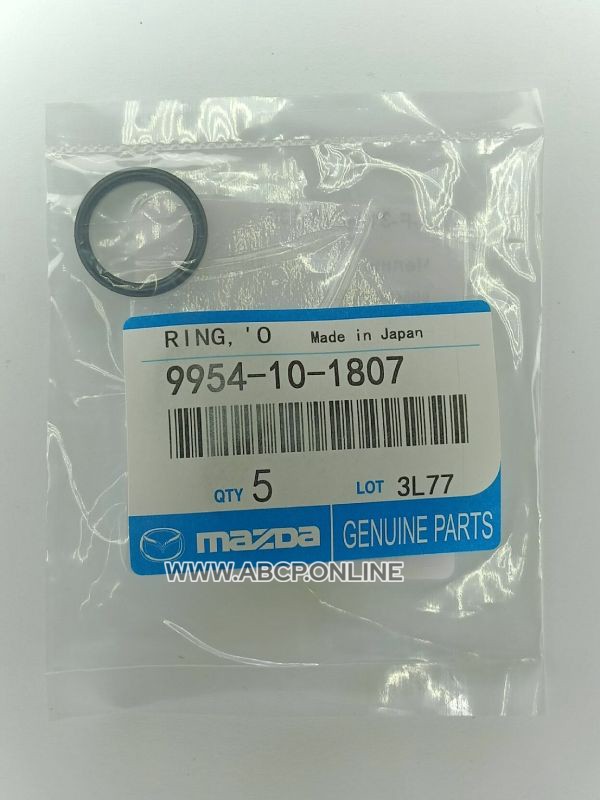 RING, 'O Made in Japan
9954-10-1807
QTY 5 LOT 3L77
mazda GENUINE PARTS
WWW.ABCP.ONLINE